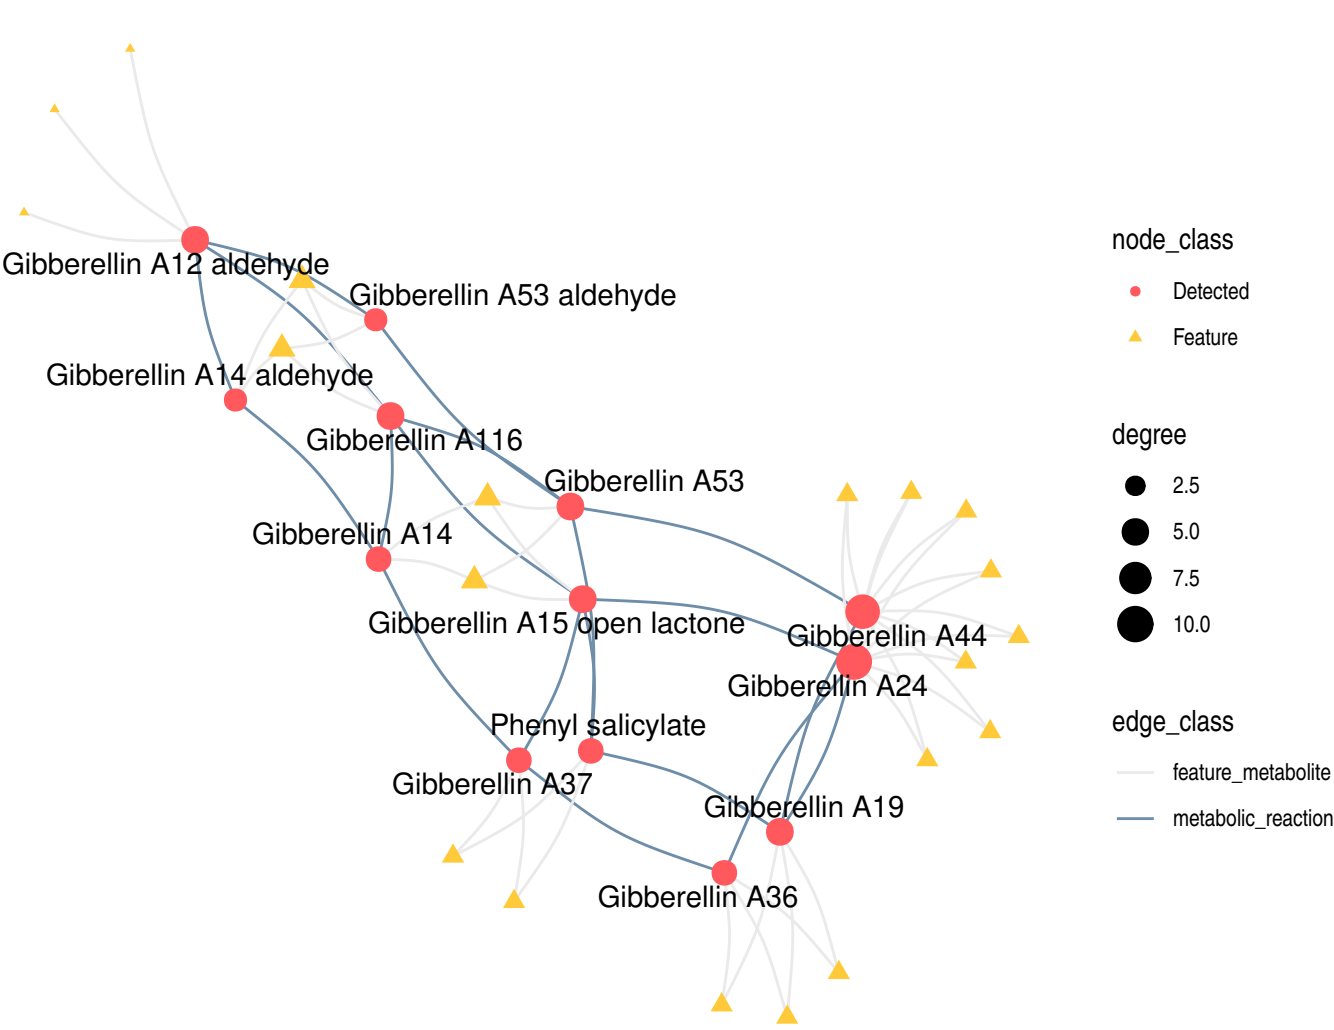 Gibberellin A12 aldehyde
Gibberellin A53 aldehyde
Gibberellin A14 aldehyde
Gibberellin A116
Gibberellin A53
Gibberellin A14
Gibberellin A15 open lactone
Gibberellin A44
Gibberellin A24
Phenyl salicylate
Gibberellin A37
Gibberellin A19
Gibberellin A36
node_class
Detected
Feature
degree
2.5
5.0
7.5
10.0
edge_class
feature_metabolite
metabolic_reaction